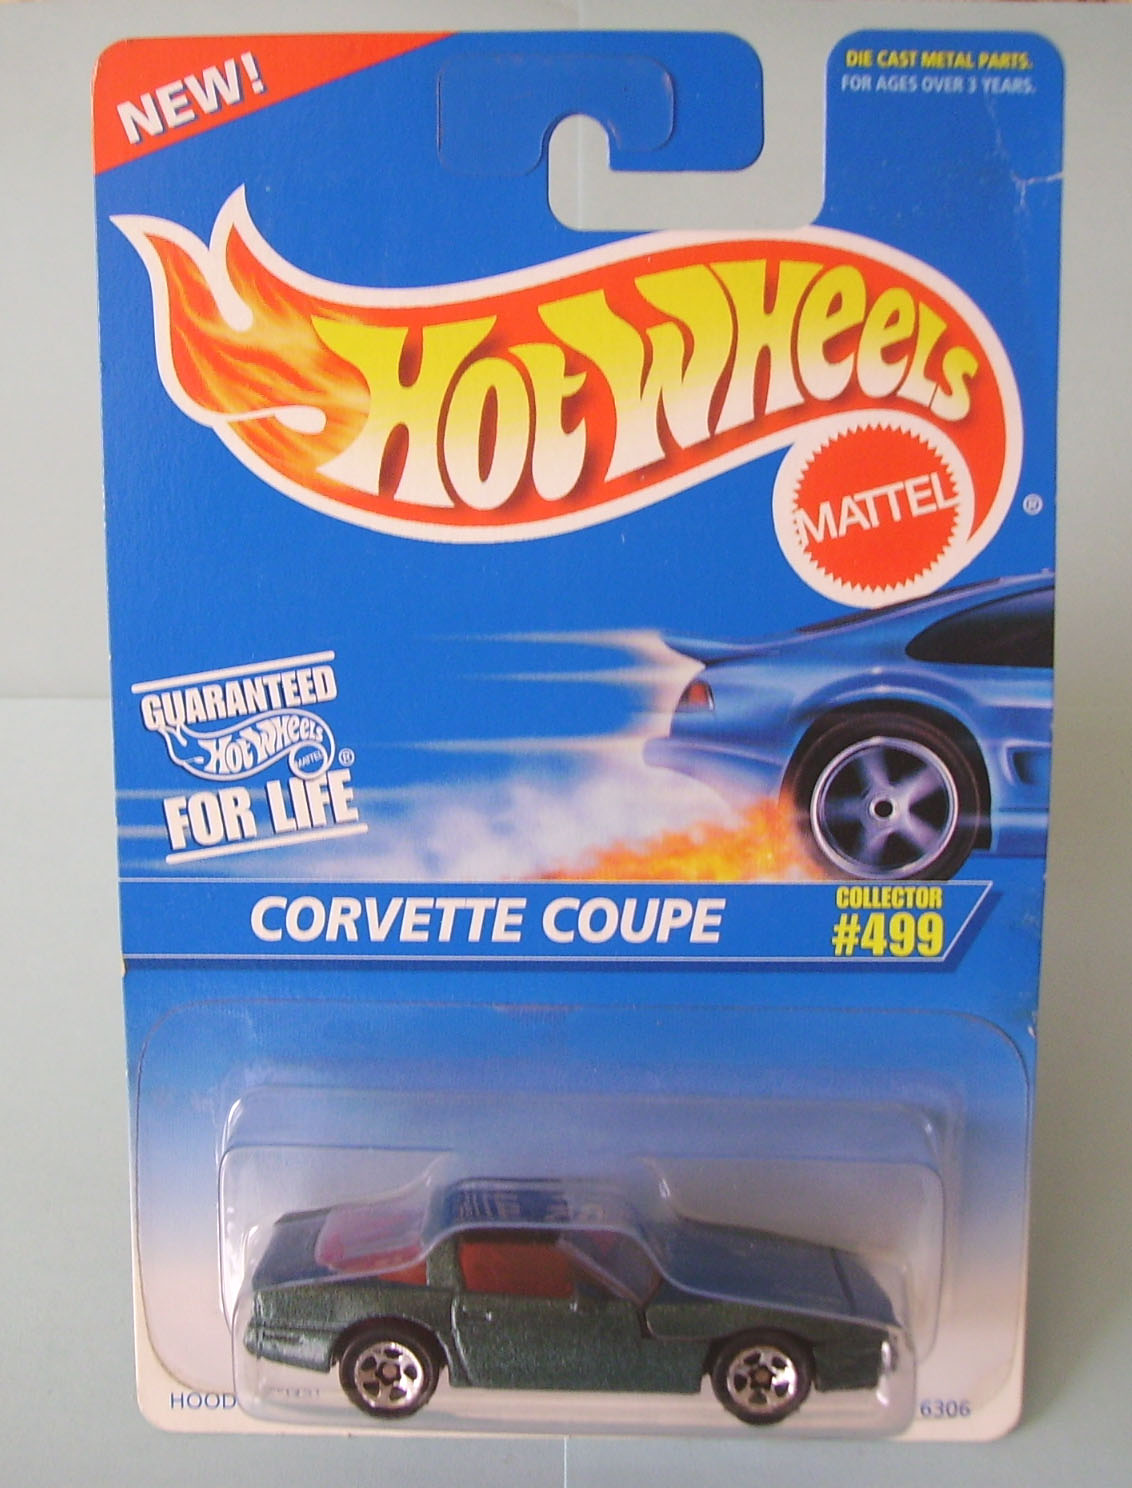 NEW!
DIE CAST METAL PARTS.
FOR AGES OVER 3 YEARS.
HOT WHEELS
MATTEL
®
GUARANTEED
HOT WHEELS
MATTEL ®
FOR LIFE
CORVETTE COUPE
COLLECTOR
#499
HOOD
6306